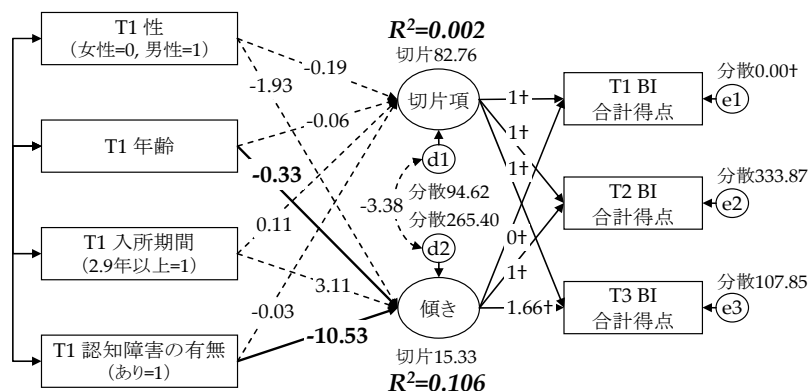 T1 性
（女性=0, 男性=1）
T1 年齢
T1 入所期間
（2.9年以上=1）
T1 認知障害の有無
（あり=1）
-0.19
-1.93
-0.06
-0.33
0.11
3.11
-0.03
-10.53
R²=0.002
切片82.76
切片項
d1
分散94.62
-3.38
分散265.40
d2
傾き
切片15.33
R²=0.106
1†
1†
1†
0†
1†
1.66†
T1 BI
合計得点
T2 BI
合計得点
T3 BI
合計得点
分散0.00†
e1
分散333.87
e2
分散107.85
e3